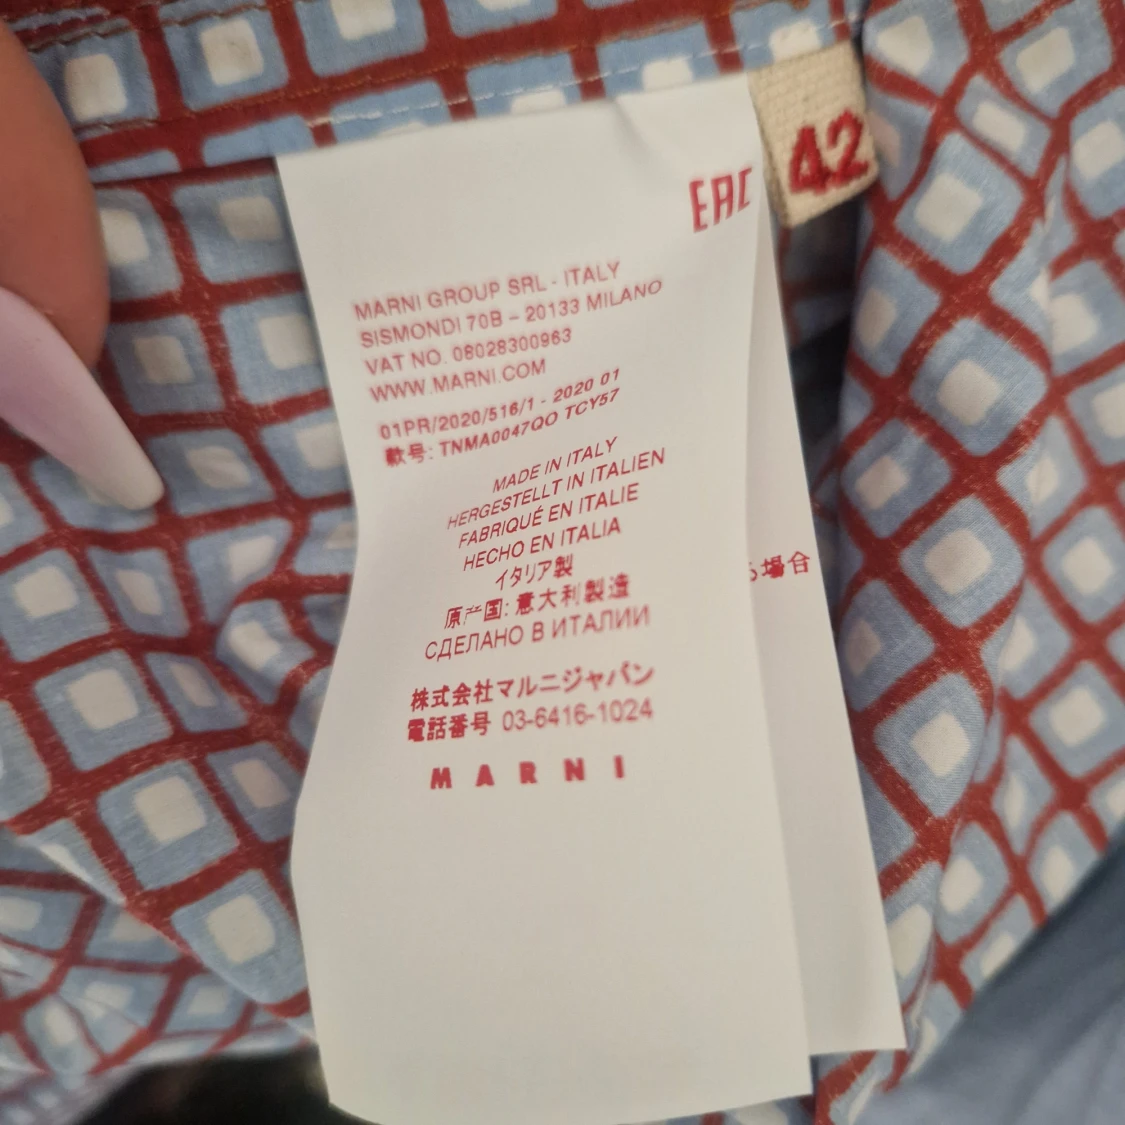 42
EAC
MARNI GROUP SRL - ITALY
SISMONDI 70B – 20133 MILANO
VAT NO. 08028300963
WWW.MARNI.COM
01PR/2020/516/1 - 2020 01
款号: TNMA0047QO TCY57
MADE IN ITALY
HERGESTELLT IN ITALIEN
FABRIQUÉ EN ITALIE
HECHO EN ITALIA
イタリア製
原产国: 意大利製造
СДЕЛАНО В ИТАЛИИ
株式会社マルニジャパン
電話番号 03-6416-1024
MARNI
る場合